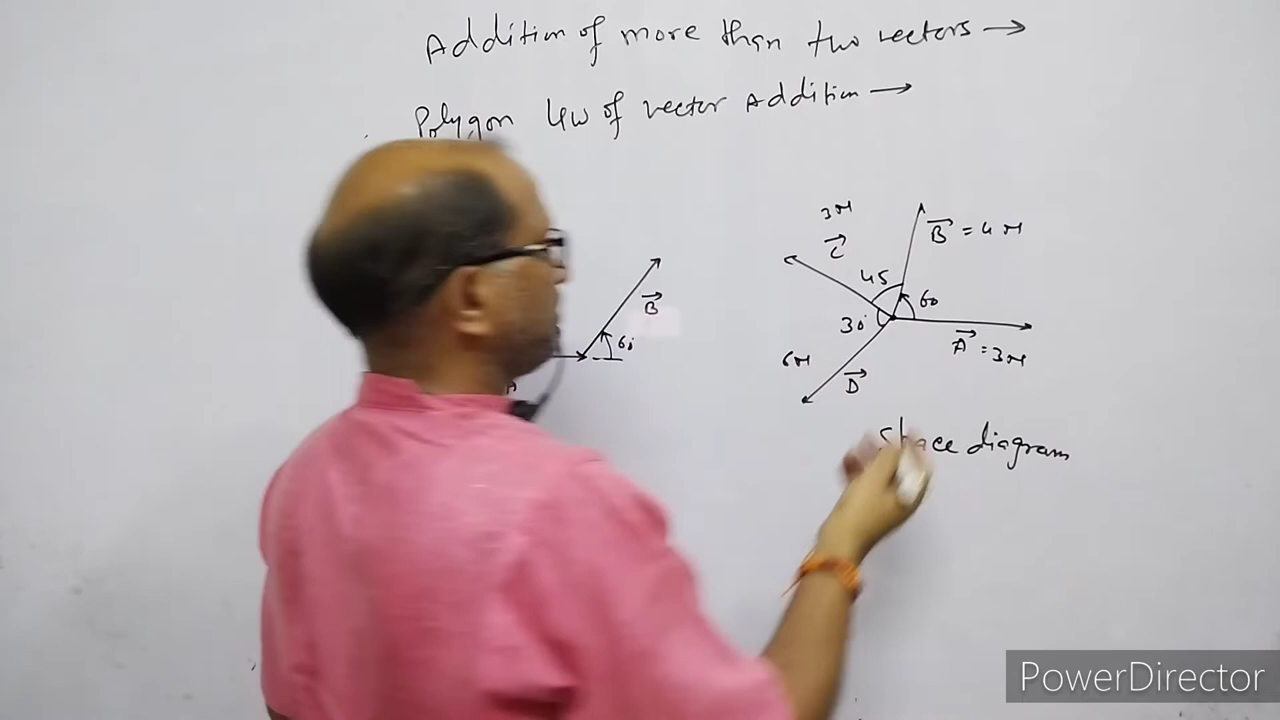 Addition of more than two vectors →
Polygon law of vector Addition →
3M
C
B = 4M
45
60
30°
A = 3M
6M
D
B
60
A
Space diagram
PowerDirector